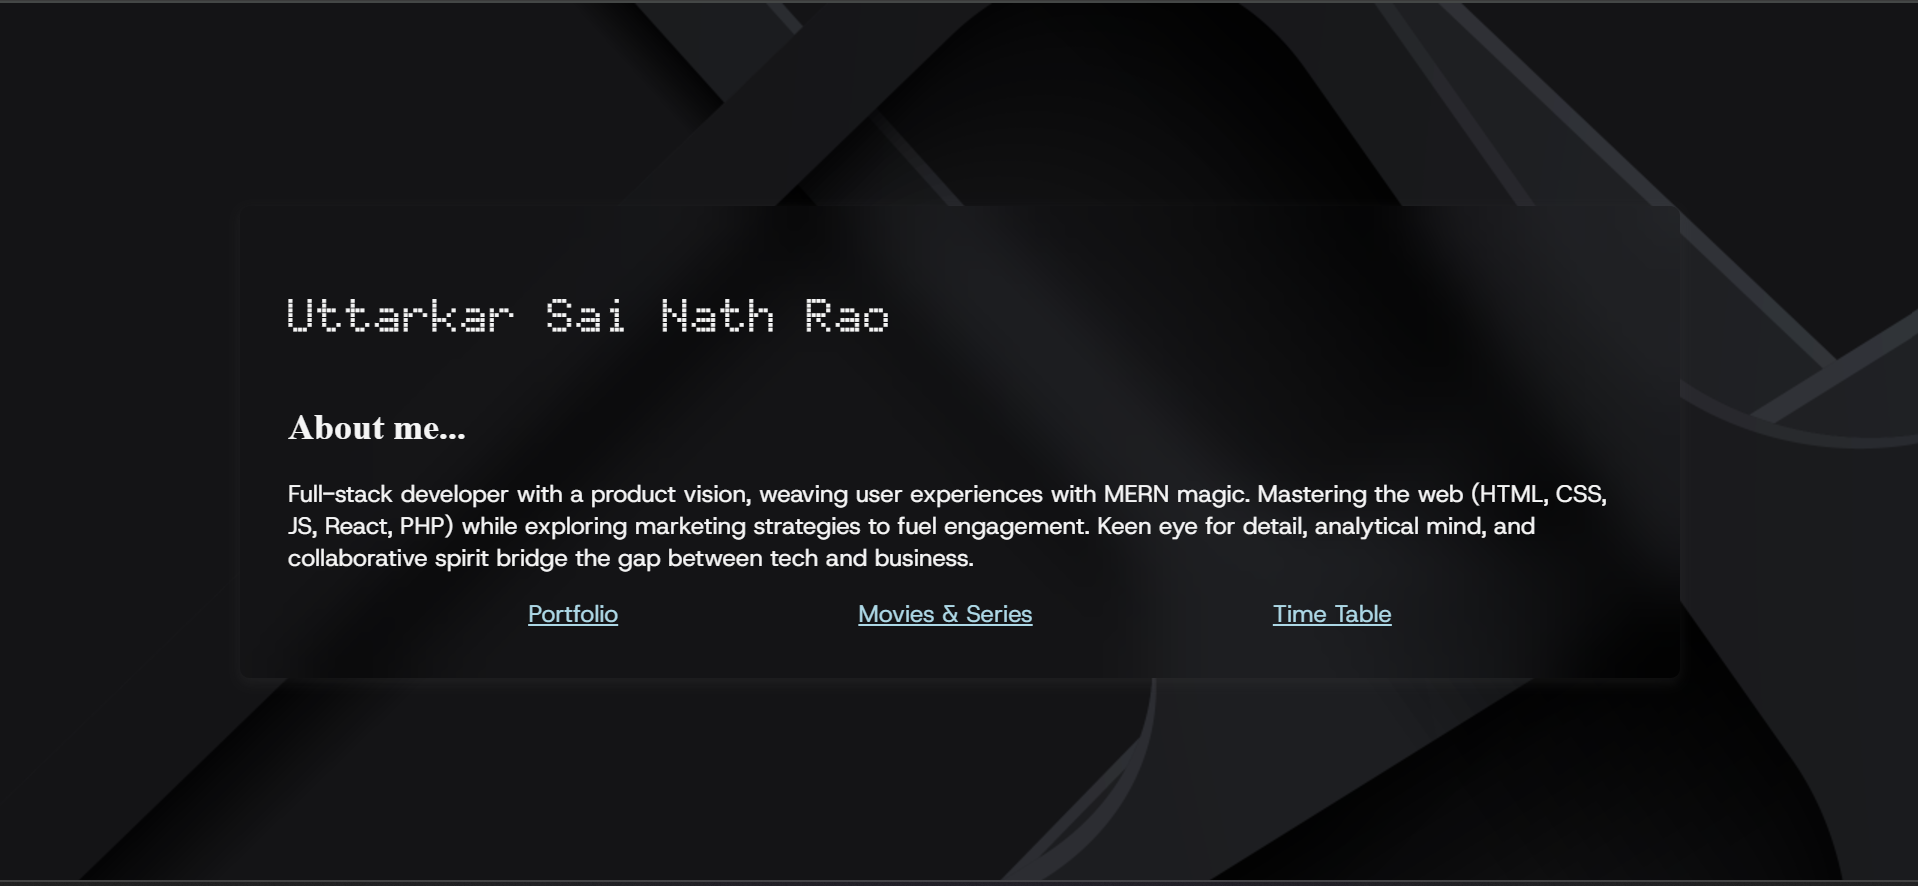 Uttarkar Sai Nath Rao
About me...
Full-stack developer with a product vision, weaving user experiences with MERN magic. Mastering the web (HTML, CSS,
JS, React, PHP) while exploring marketing strategies to fuel engagement. Keen eye for detail, analytical mind, and
collaborative spirit bridge the gap between tech and business.
Portfolio Movies & Series Time Table